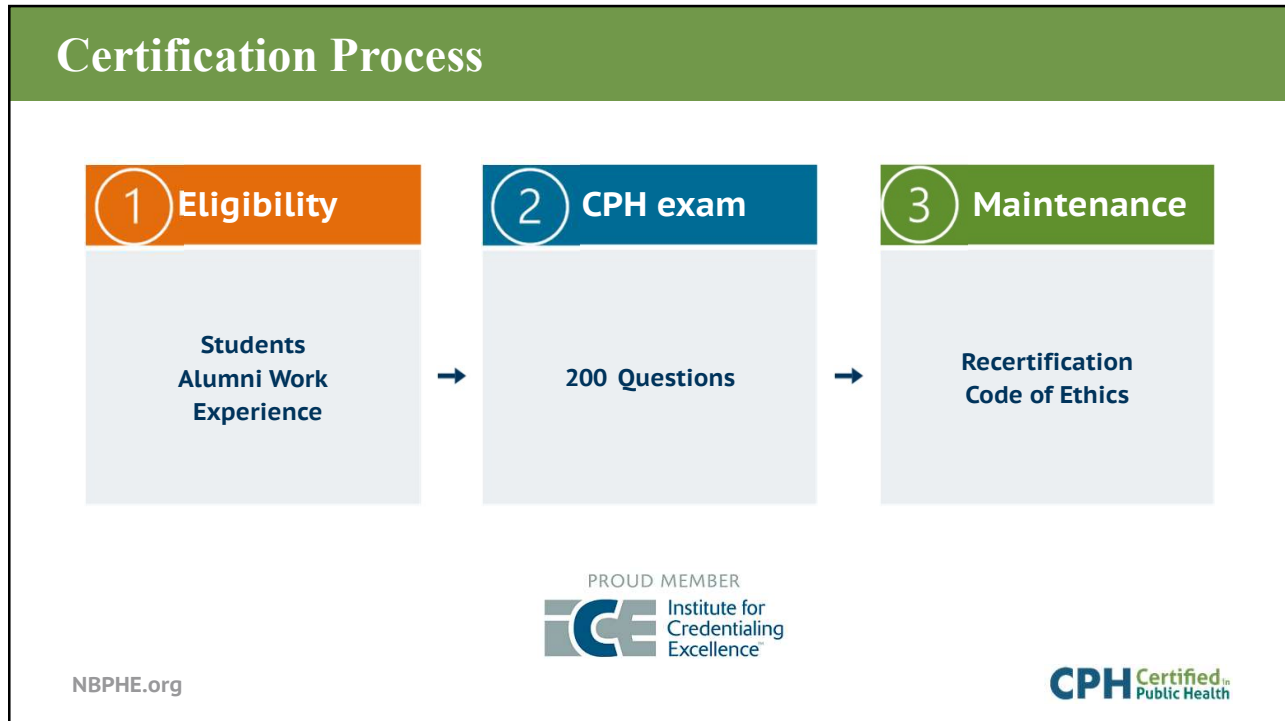 Certification Process
1 Eligibility
Students
Alumni Work
Experience
2 CPH exam
200 Questions
3 Maintenance
Recertification
Code of Ethics
PROUD MEMBER
iCE
Institute for
Credentialing
Excellence™
NBPHE.org
CPH Certified in
Public Health